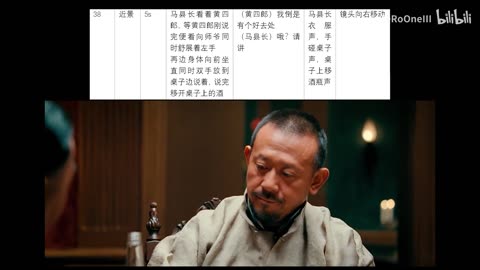 RoOneIII bilibili
38 近景 5s 马县长看着黄四 (黄四郎)我倒是 马县长 镜头向右移动
郎、等黄四郎刚说 有个好去处 衣服
完便看向师爷同 (马县长)哦?请 声,手
时舒展着左手 讲 碰桌子
再边身体向前坐 声、桌
直同时双手放到 子上移
桌子边说着,说完 酒瓶声
移开桌子上的酒